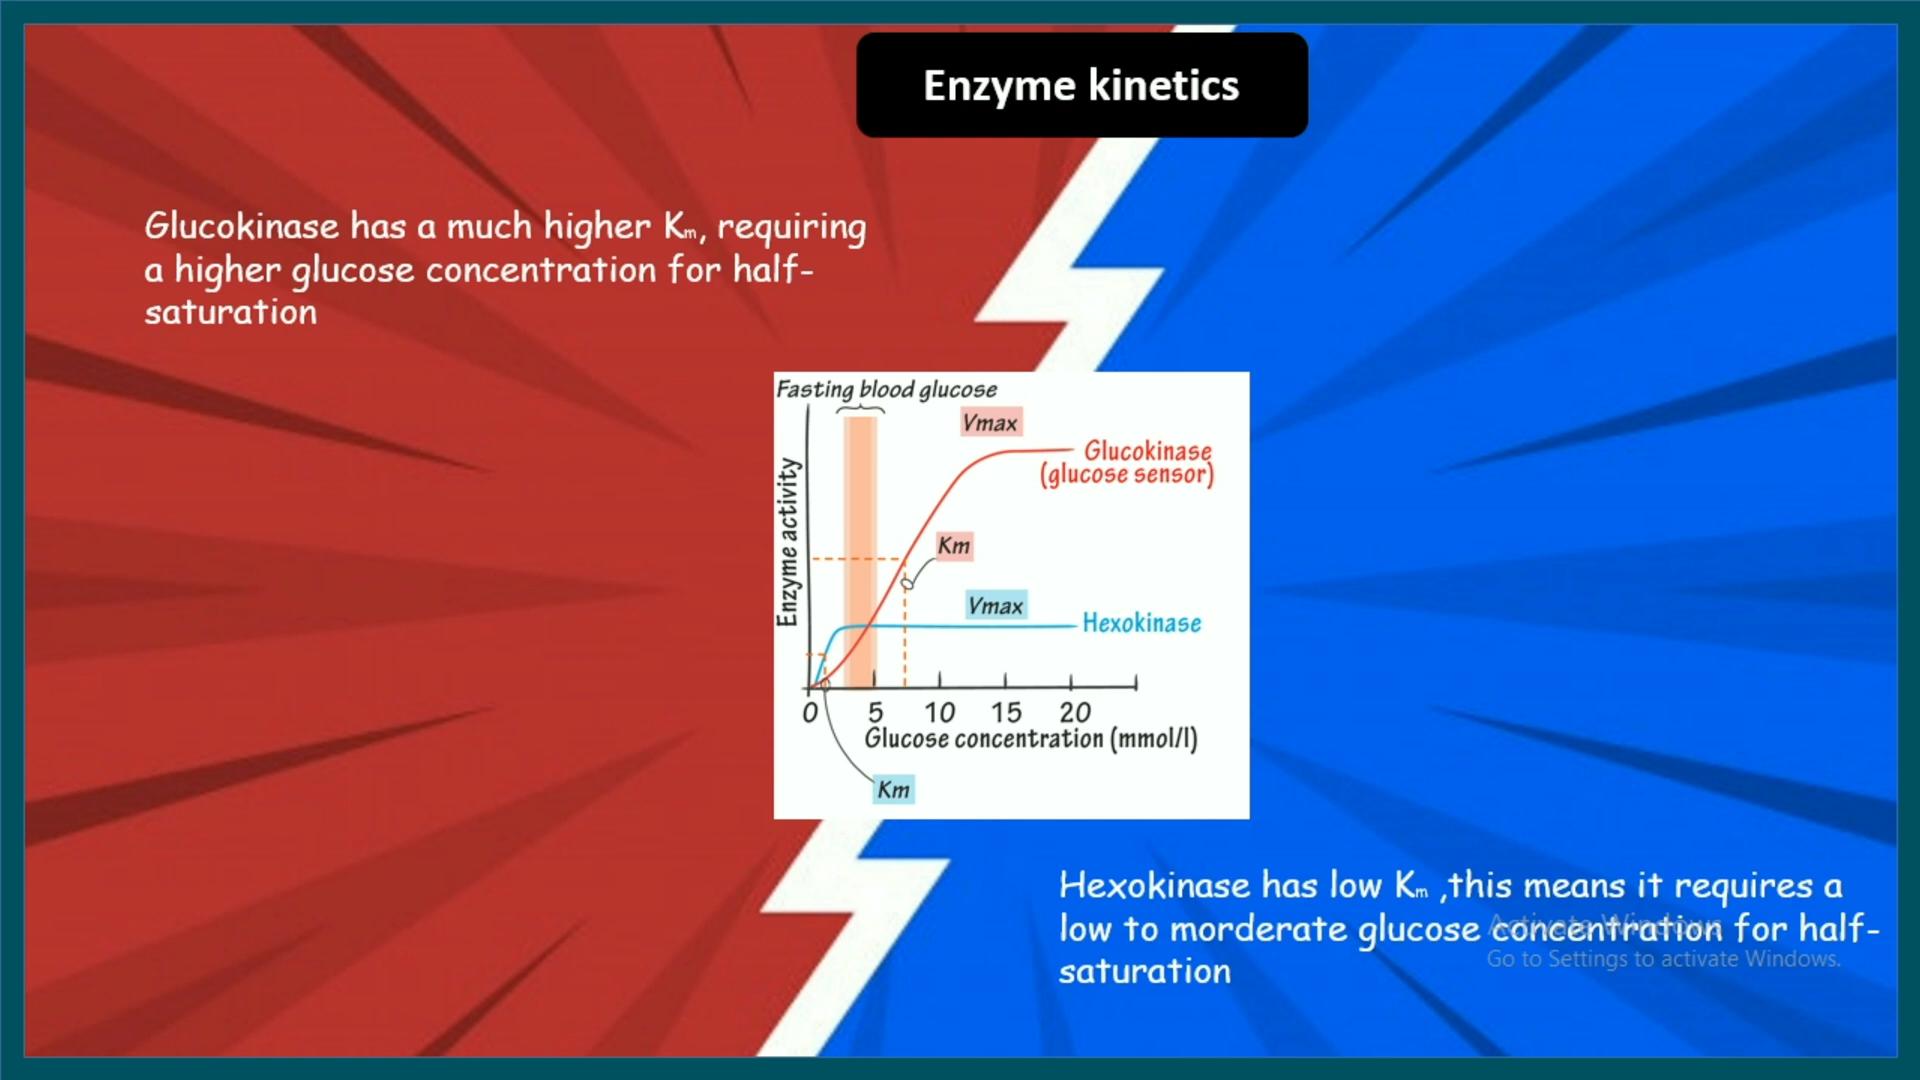 Enzyme kinetics
Glucokinase has a much higher Km, requiring
a higher glucose concentration for half-
saturation
Fasting blood glucose
Vmax
Glucokinase
(glucose sensor)
Enzyme activity
Km
Vmax
Hexokinase
0 5 10 15 20
Glucose concentration (mmol/l)
Km
Hexokinase has low Km ,this means it requires a
low to morderate glucose concentration for half-
saturation
Activate Windows
Go to Settings to activate Windows.